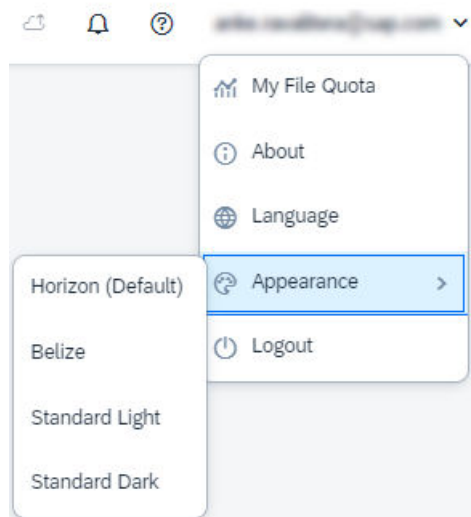 My File Quota
About
Language
Appearance
Logout
Horizon (Default)
Belize
Standard Light
Standard Dark